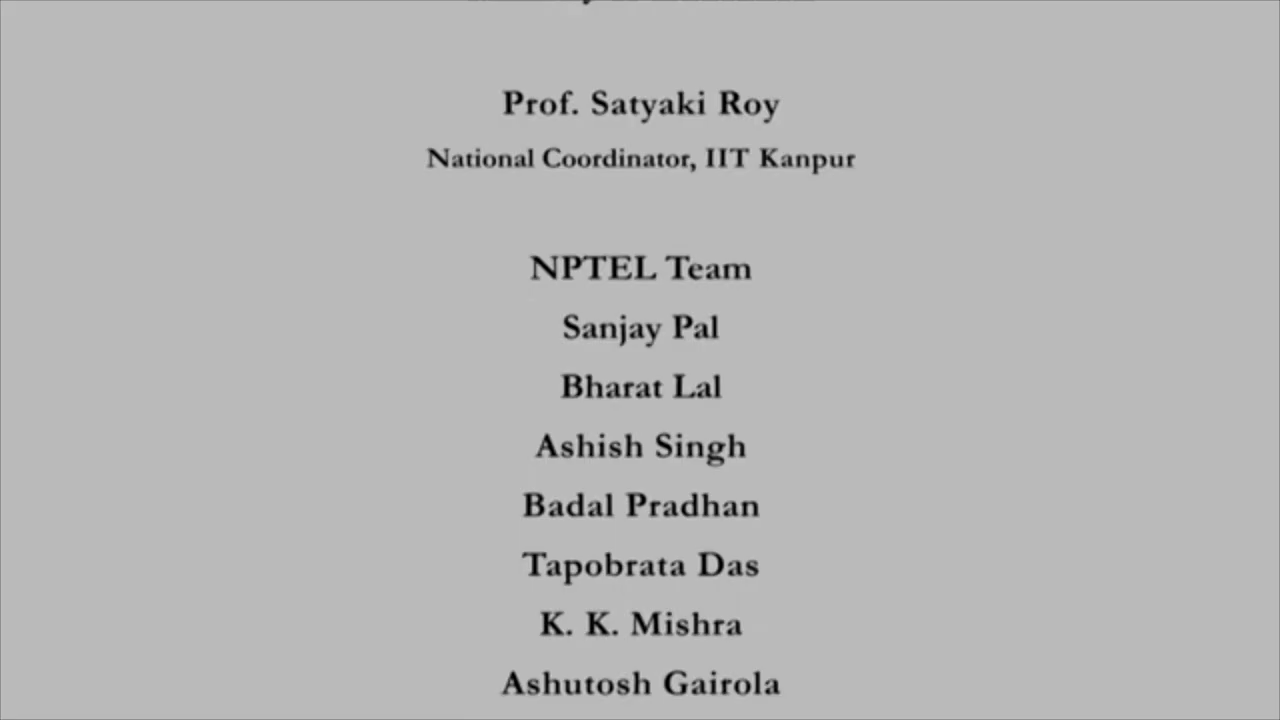 Prof. Satyaki Roy
National Coordinator, IIT Kanpur
NPTEL Team
Sanjay Pal
Bharat Lal
Ashish Singh
Badal Pradhan
Tapobrata Das
K. K. Mishra
Ashutosh Gairola